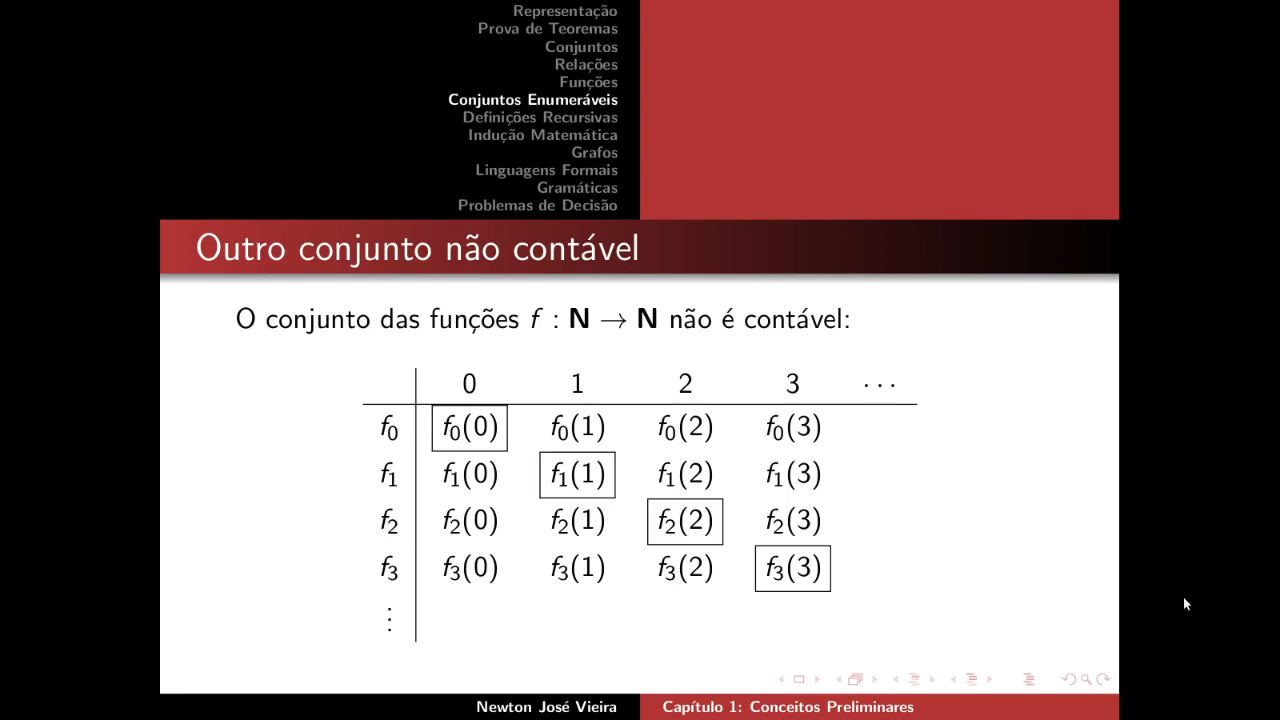 Representação
Prova de Teoremas
Conjuntos
Relações
Funções
Conjuntos Enumeráveis
Definições Recursivas
Indução Matemática
Grafos
Linguagens Formais
Gramáticas
Problemas de Decisão
Outro conjunto não contável
O conjunto das funções f : N → N não é contável:
0 1 2 3 ⋯
f₀ f₀(0) f₀(1) f₀(2) f₀(3)
f₁ f₁(0) f₁(1) f₁(2) f₁(3)
f₂ f₂(0) f₂(1) f₂(2) f₂(3)
f₃ f₃(0) f₃(1) f₃(2) f₃(3)
⋮
Newton José Vieira
Capítulo 1: Conceitos Preliminares